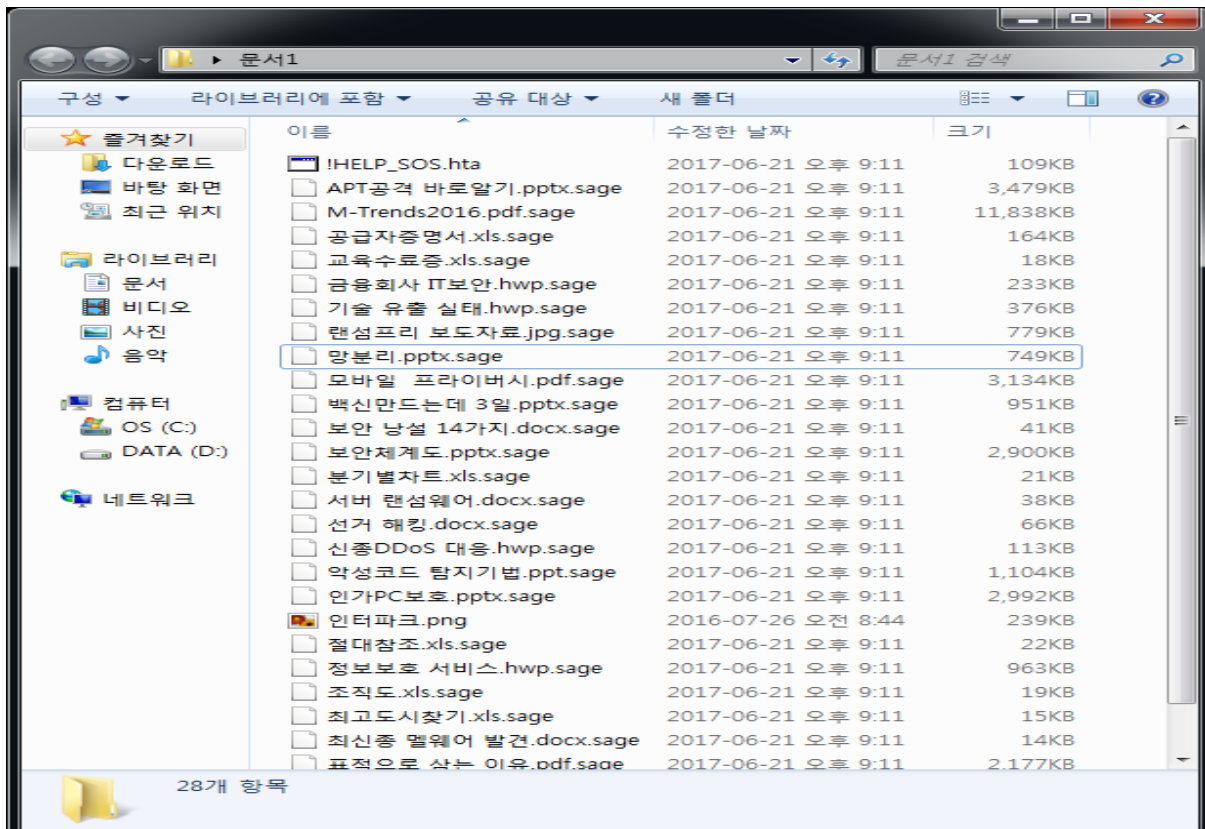 문서1
문서1 검색
구성 라이브러리에 포함 공유 대상 새 폴더
즐겨찾기
다운로드
바탕 화면
최근 위치
라이브러리
문서
비디오
사진
음악
컴퓨터
OS (C:)
DATA (D:)
네트워크
이름 수정한 날짜 크기
!HELP_SOS.hta 2017-06-21 오후 9:11 109KB
APT공격 바로알기.pptx.sage 2017-06-21 오후 9:11 3,479KB
M-Trends2016.pdf.sage 2017-06-21 오후 9:11 11,838KB
공급자증명서.xls.sage 2017-06-21 오후 9:11 164KB
교육수료증.xls.sage 2017-06-21 오후 9:11 18KB
금융회사 IT보안.hwp.sage 2017-06-21 오후 9:11 233KB
기술 유출 실태.hwp.sage 2017-06-21 오후 9:11 376KB
랜섬프리 보도자료.jpg.sage 2017-06-21 오후 9:11 779KB
망분리.pptx.sage 2017-06-21 오후 9:11 749KB
모바일 프라이버시.pdf.sage 2017-06-21 오후 9:11 3,134KB
백신만드는데 3일.pptx.sage 2017-06-21 오후 9:11 951KB
보안 낭설 14가지.docx.sage 2017-06-21 오후 9:11 41KB
보안체계도.pptx.sage 2017-06-21 오후 9:11 2,900KB
분기별차트.xls.sage 2017-06-21 오후 9:11 21KB
서버 랜섬웨어.docx.sage 2017-06-21 오후 9:11 38KB
선거 해킹.docx.sage 2017-06-21 오후 9:11 66KB
신종DDoS 대응.hwp.sage 2017-06-21 오후 9:11 113KB
악성코드 탐지기법.ppt.sage 2017-06-21 오후 9:11 1,104KB
인가PC보호.pptx.sage 2017-06-21 오후 9:11 2,992KB
인터파크.png 2016-07-26 오전 8:44 239KB
절대참조.xls.sage 2017-06-21 오후 9:11 22KB
정보보호 서비스.hwp.sage 2017-06-21 오후 9:11 963KB
조직도.xls.sage 2017-06-21 오후 9:11 19KB
최고도시찾기.xls.sage 2017-06-21 오후 9:11 15KB
최신종 멜웨어 발견.docx.sage 2017-06-21 오후 9:11 14KB
표적으로 삼는 이유.pdf.sage 2017-06-21 오후 9:11 2,177KB
28개 항목